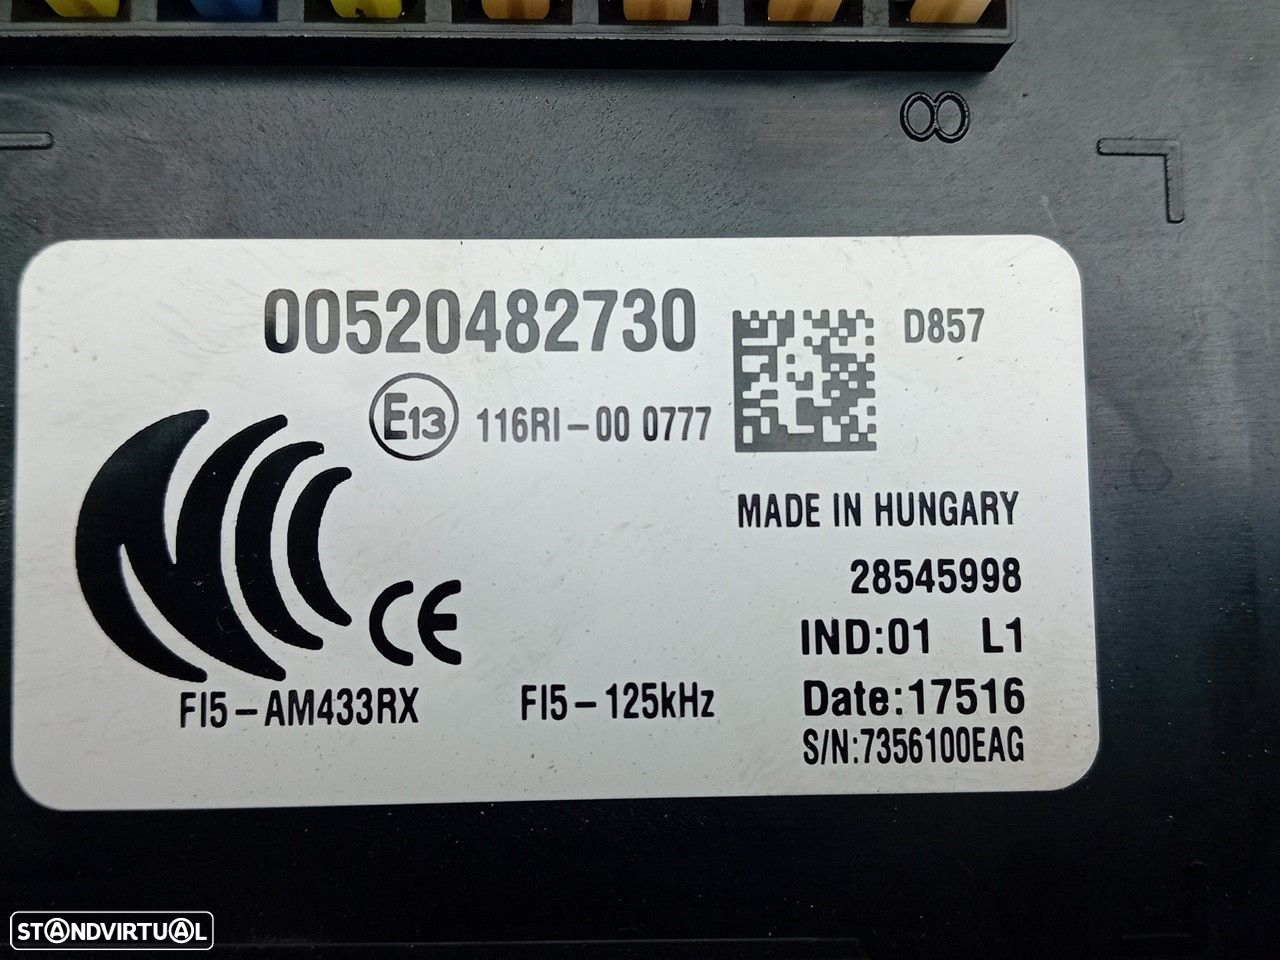 8
00520482730
D857
E13
116RI-00 0777
MADE IN HUNGARY
28545998
CE
IND:01 L1
FI5-AM433RX
FI5-125kHz
Date:17516
S/N:7356100EAG
STANDVIRTUAL